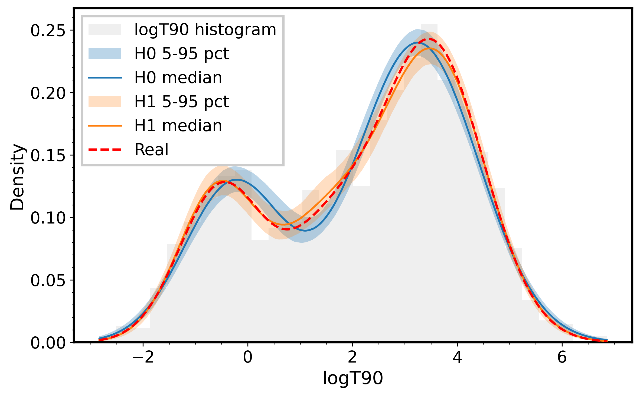 logT90 histogram
H0 5-95 pct
H0 median
H1 5-95 pct
H1 median
Real
Density
0.25
0.20
0.15
0.10
0.05
0.00
−2 0 2 4 6
logT90